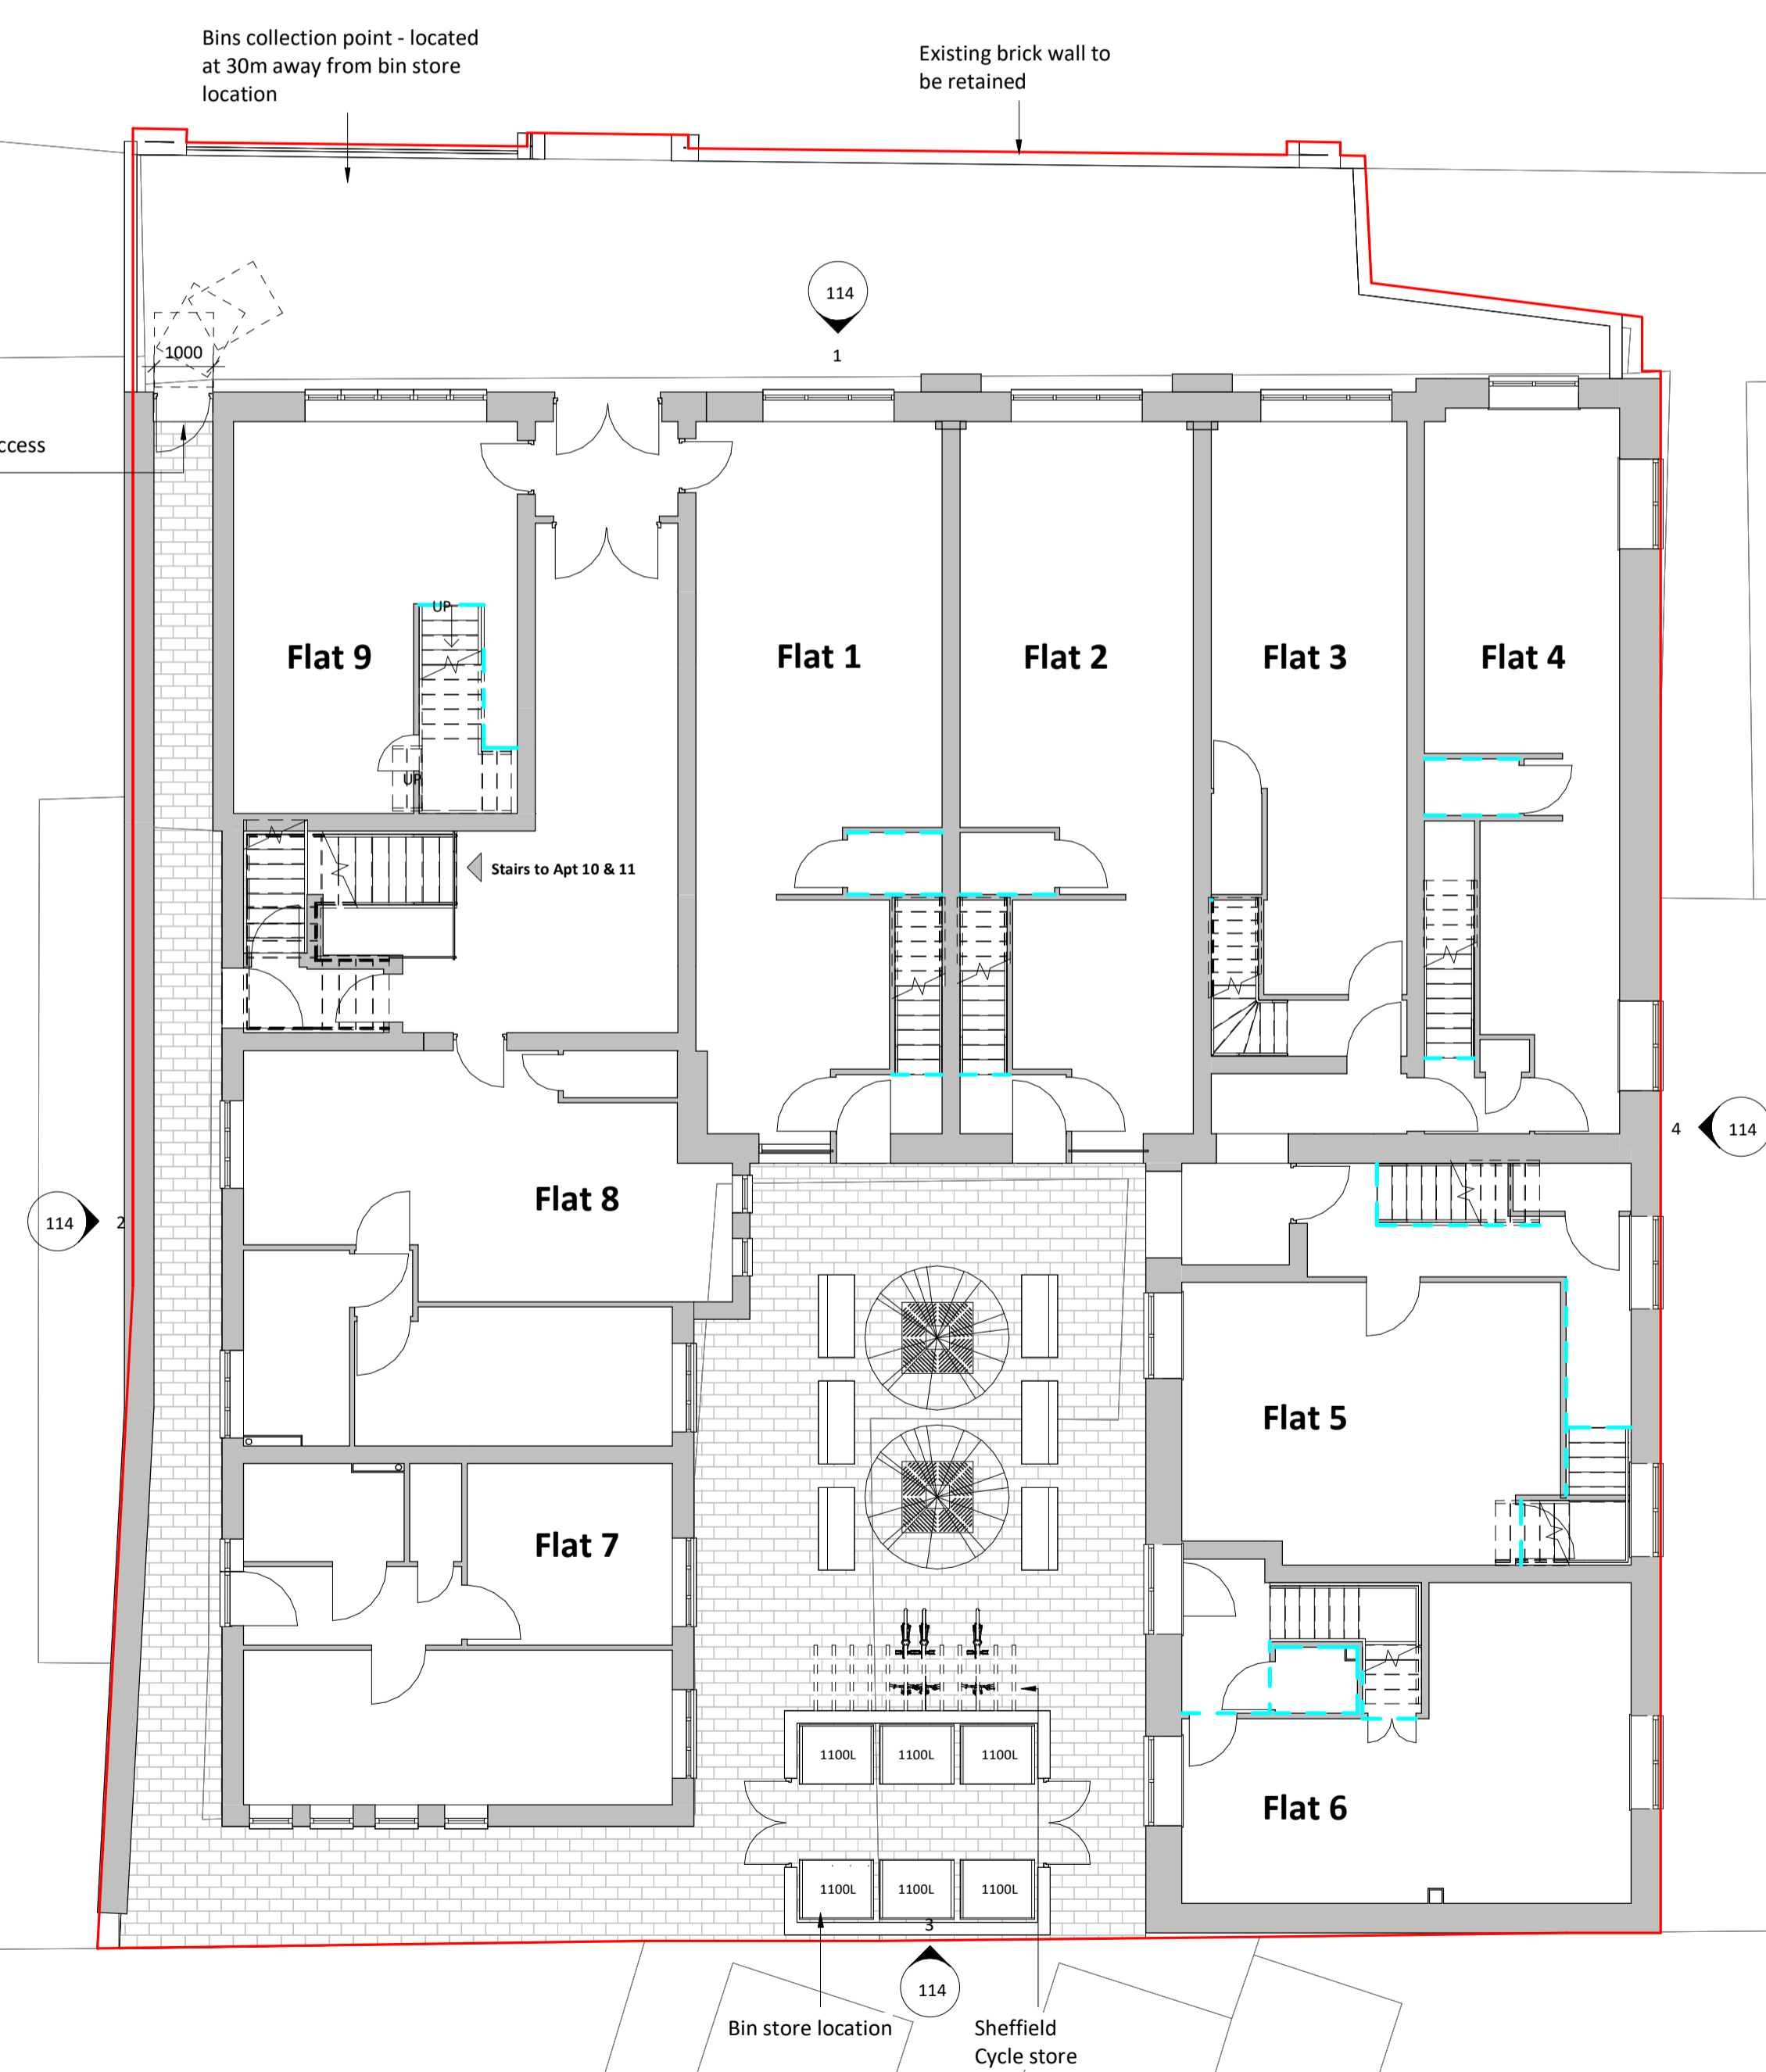 Bins collection point - located
at 30m away from bin store
location
Existing brick wall to
be retained
114
1
1000
ccess
UP
Flat 9
Flat 1
Flat 2
Flat 3
Flat 4
UP
Stairs to Apt 10 & 11
4
114
114
2
Flat 8
Flat 5
Flat 7
1100L
1100L
1100L
Flat 6
1100L
1100L
1100L
3
114
Bin store location
Sheffield
Cycle store